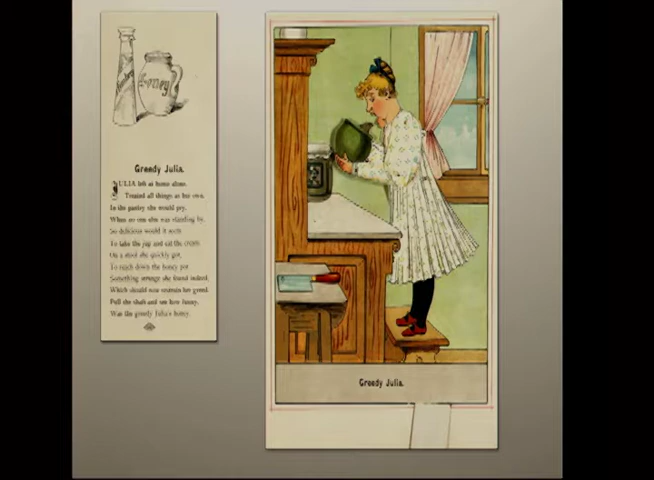 Honey
Greedy Julia.
JULIA left at home alone.
Treated all things as her own.
In the pantry she would pry.
When no one else was standing by.
So delicious would it seem
To take the jug and eat the cream.
On a stool she quickly got,
To reach down the honey pot.
Something strange she found indeed,
Which should now restrain her greed.
Pull the shaft and see how funny,
Was the greedy Julia's honey.
Greedy Julia.